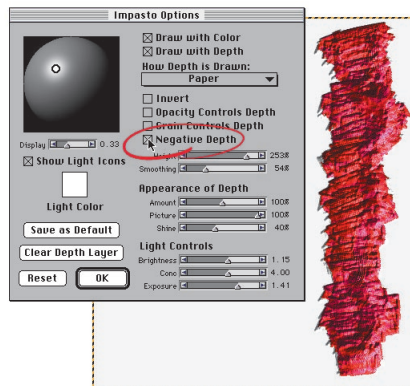 Impasto Options
Draw with Color
Draw with Depth
How Depth is Drawn:
Paper
Invert
Opacity Controls Depth
Grain Controls Depth
Negative Depth
Display 0.33
Height 253%
Smoothing 54%
Show Light Icons
Light Color
Appearance of Depth
Amount 100%
Picture 100%
Shine 40%
Save as Default
Clear Depth Layer
Light Controls
Brightness 1.15
Conc 4.00
Exposure 1.41
Reset
OK